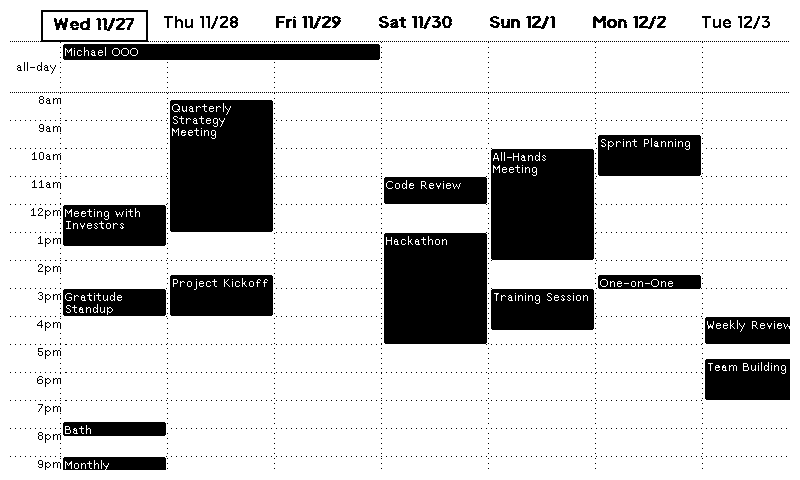 Wed 11/27
Thu 11/28
Fri 11/29
Sat 11/30
Sun 12/1
Mon 12/2
Tue 12/3
Michael OOO
all-day
8am
Quarterly
Strategy
Meeting
9am
Sprint Planning
10am
All-Hands
Meeting
11am
Code Review
12pm
Meeting with
Investors
1pm
Hackathon
2pm
Project Kickoff
One-on-One
3pm
Gratitude
Standup
Training Session
4pm
Weekly Review
5pm
Team Building
6pm
7pm
Bath
8pm
9pm
Monthly